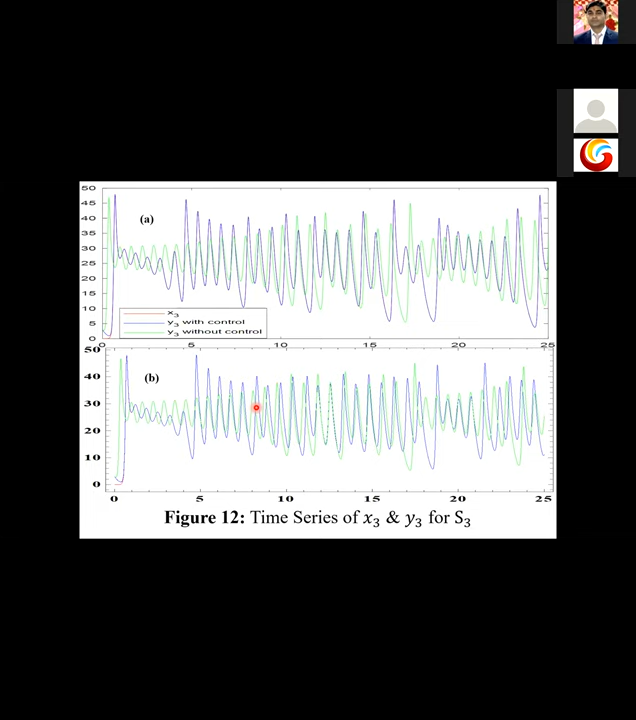 50
45
40
35
30
25
20
15
10
5
0
(a)
x₃
y₃ with control
y₃ without control
0 5 10 15 20 25
50
40
30
20
10
0
(b)
0 5 10 15 20 25
Figure 12: Time Series of x₃ & y₃ for S₃